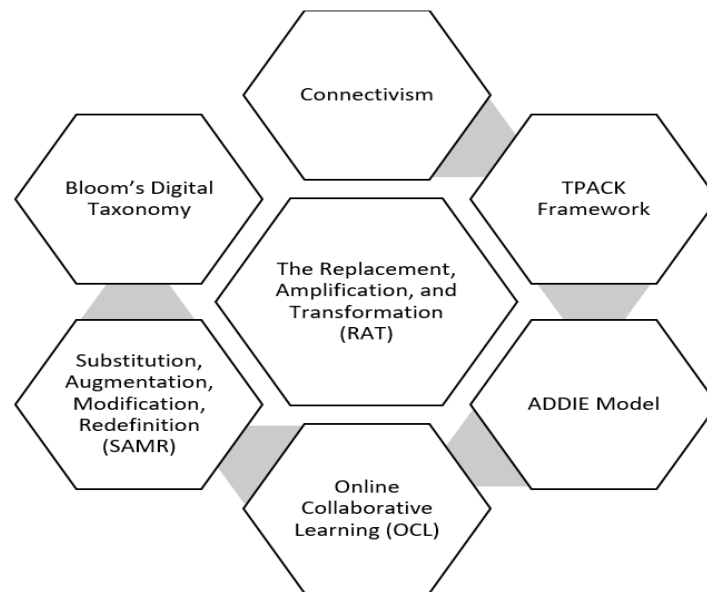 Connectivism
Bloom’s Digital
Taxonomy
TPACK
Framework
The Replacement,
Amplification, and
Transformation
(RAT)
Substitution,
Augmentation,
Modification,
Redefinition
(SAMR)
ADDIE Model
Online
Collaborative
Learning (OCL)